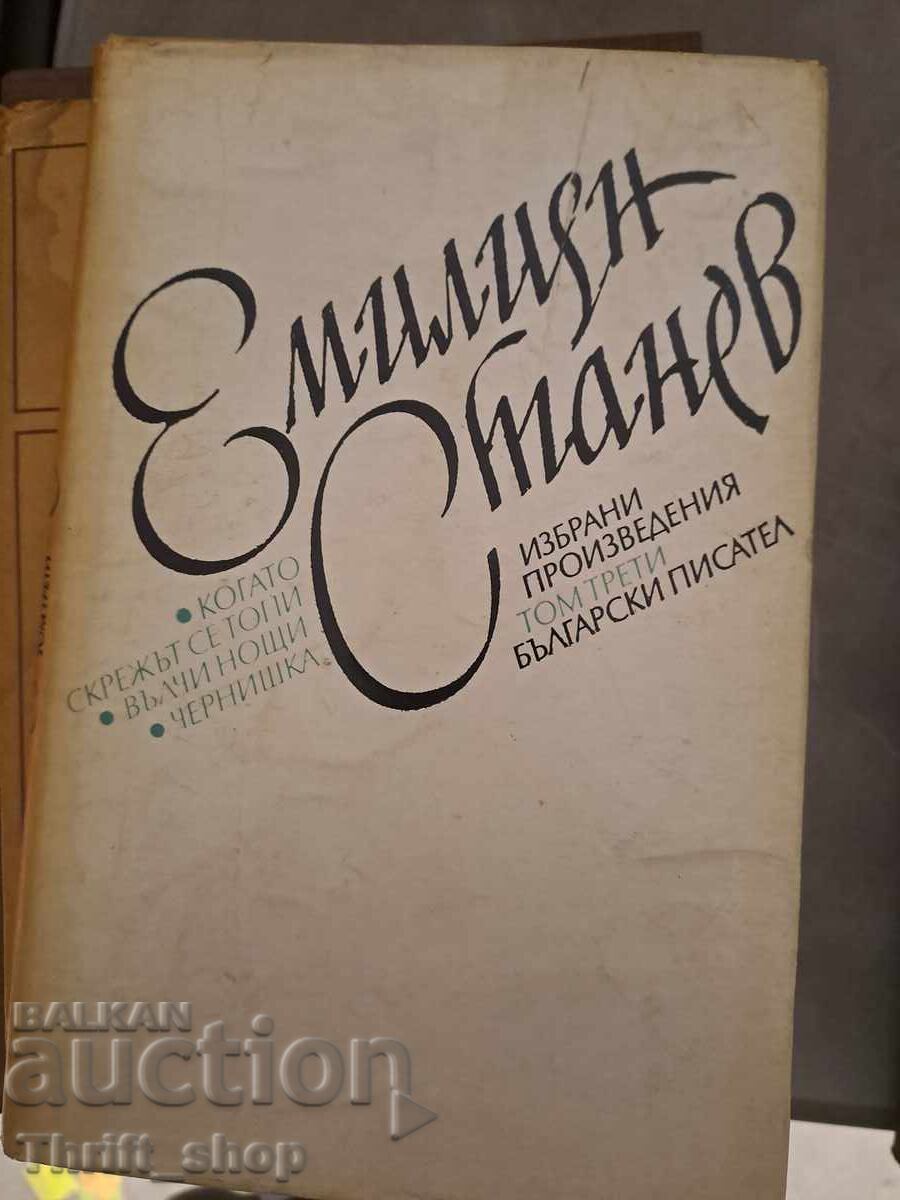 Емилиян
Станев
ИЗБРАНИ
ПРОИЗВЕДЕНИЯ
ТОМ ТРЕТИ
БЪЛГАРСКИ ПИСАТЕЛ
• КОГАТО
СКРЕЖЪТ СЕ ТОПИ
• ВЪЛЧИ НОЩИ
• ЧЕРНИШКА
BALKAN
auction
Thrift_shop